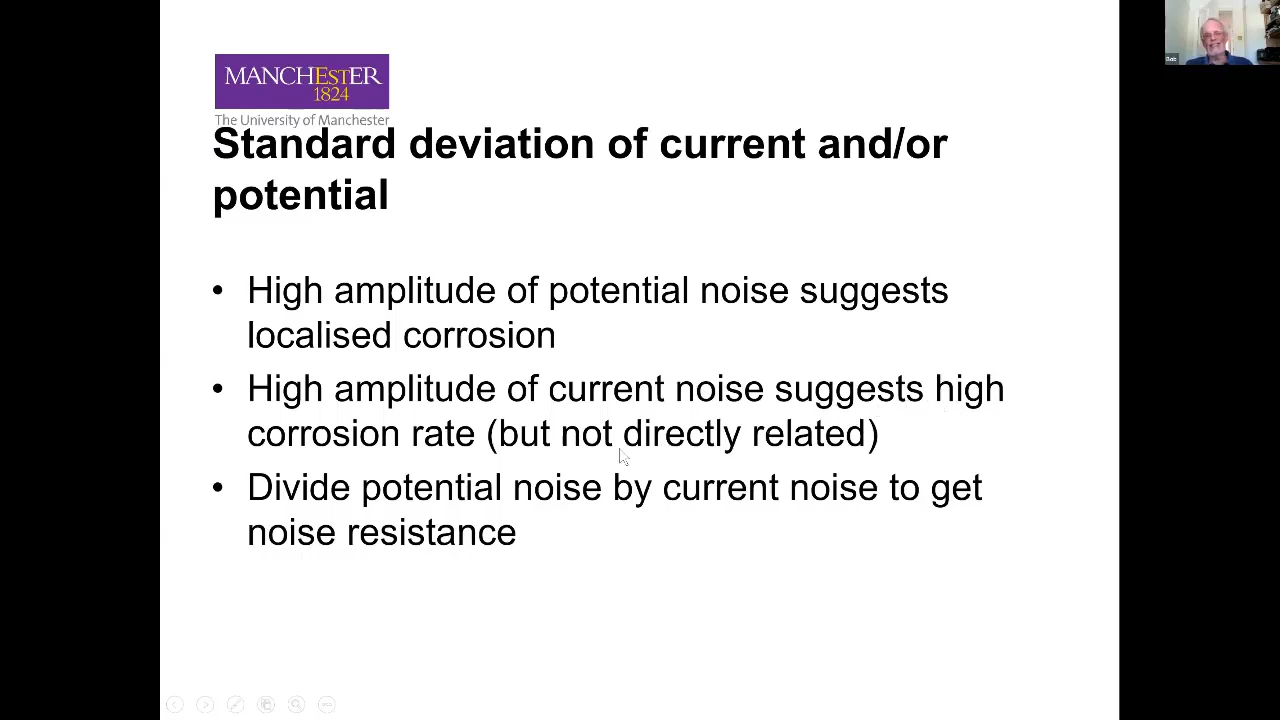 MANCHESTER
1824
The University of Manchester
Standard deviation of current and/or
potential
• High amplitude of potential noise suggests
localised corrosion
• High amplitude of current noise suggests high
corrosion rate (but not directly related)
• Divide potential noise by current noise to get
noise resistance
Bob